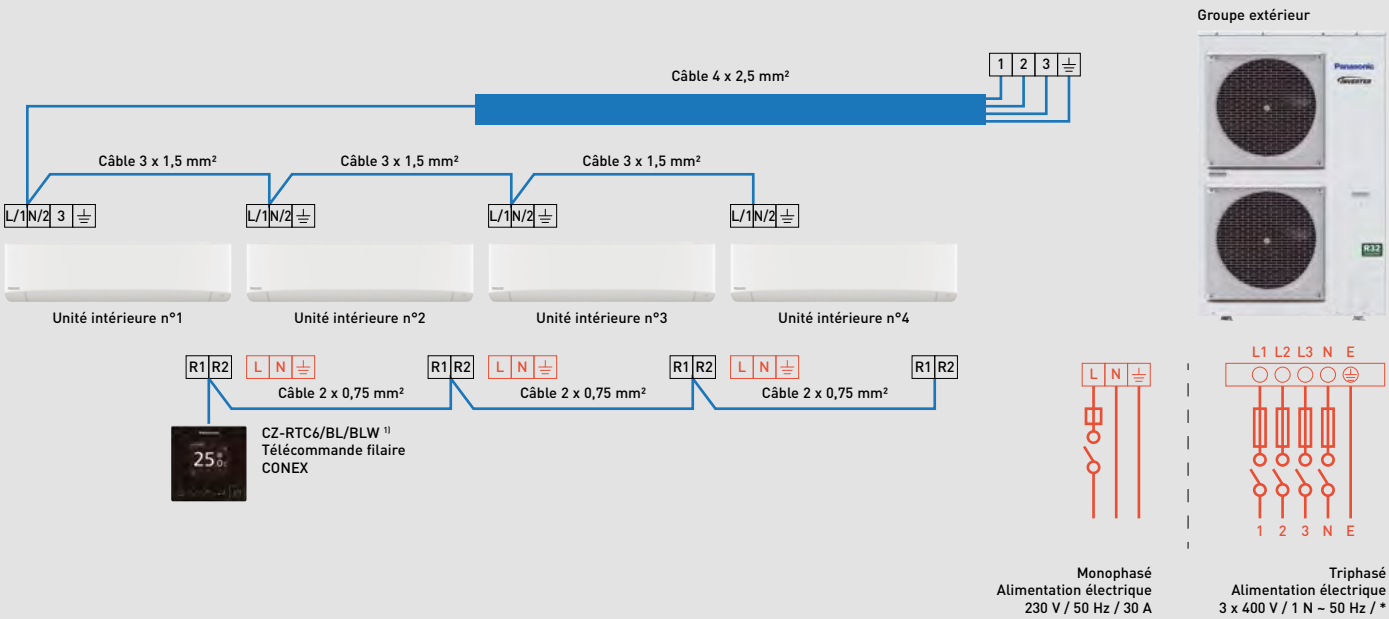 Groupe extérieur
1 2 3
Câble 4 x 2,5 mm²
Panasonic
INVERTER
Câble 3 x 1,5 mm²
Câble 3 x 1,5 mm²
Câble 3 x 1,5 mm²
L/1 N/2 3
L/1 N/2
L/1 N/2
L/1 N/2
R32
Unité intérieure n°1
Unité intérieure n°2
Unité intérieure n°3
Unité intérieure n°4
R1 R2
L N
R1 R2
L N
R1 R2
L N
R1 R2
Câble 2 x 0,75 mm²
Câble 2 x 0,75 mm²
Câble 2 x 0,75 mm²
L N
L1 L2 L3 N E
CZ-RTC6/BL/BLW 1)
Télécommande filaire
CONEX
25
1 2 3 N E
Monophasé
Alimentation électrique
230 V / 50 Hz / 30 A
Triphasé
Alimentation électrique
3 x 400 V / 1 N ~ 50 Hz / *